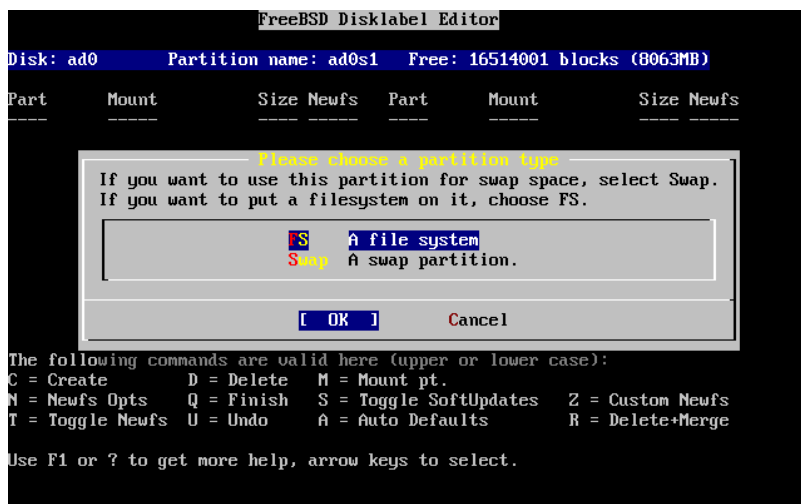 FreeBSD Disklabel Editor
Disk: ad0 Partition name: ad0s1 Free: 16514001 blocks (8063MB)
Part Mount Size Newfs Part Mount Size Newfs
---- ----- ---- ----- ---- ----- ---- -----
Please choose a partition type
If you want to use this partition for swap space, select Swap.
If you want to put a filesystem on it, choose FS.
FS A file system
Swap A swap partition.
[ OK ] Cancel
The following commands are valid here (upper or lower case):
C = Create D = Delete M = Mount pt.
N = Newfs Opts Q = Finish S = Toggle SoftUpdates Z = Custom Newfs
T = Toggle Newfs U = Undo A = Auto Defaults R = Delete+Merge
Use F1 or ? to get more help, arrow keys to select.